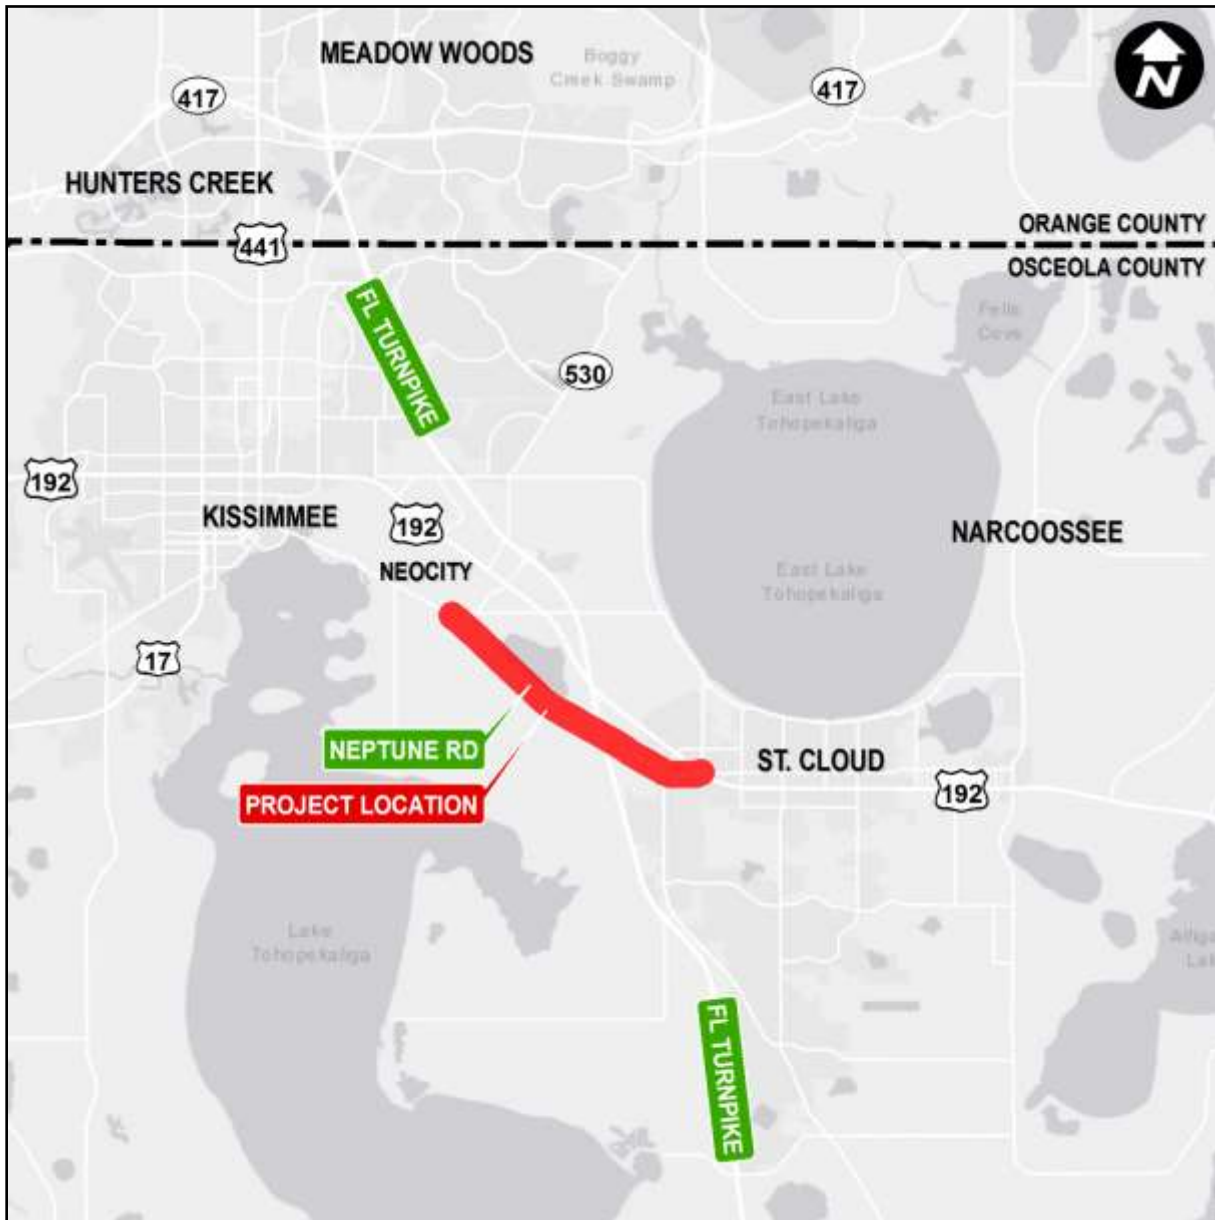 MEADOW WOODS
Boggy
Creek Swamp
N
417
417
HUNTERS CREEK
ORANGE COUNTY
441
OSCEOLA COUNTY
FL TURNPIKE
Fells
Cove
530
East Lake
Tohopekaliga
192
KISSIMMEE
192
NARCOOSSEE
NEOCITY
East Lake
Tohopekaliga
17
NEPTUNE RD
ST. CLOUD
192
PROJECT LOCATION
Lake
Tohopekaliga
FL TURNPIKE